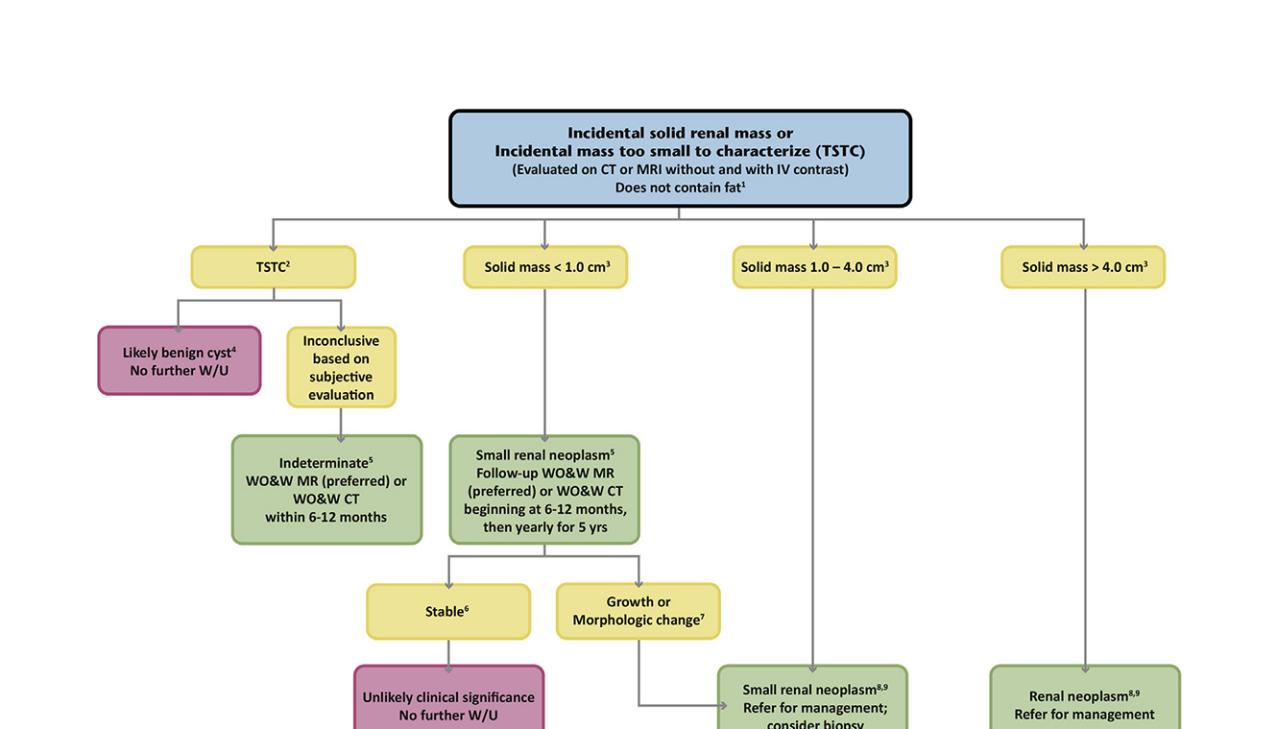 Incidental solid renal mass or
Incidental mass too small to characterize (TSTC)
(Evaluated on CT or MRI without and with IV contrast)
Does not contain fat¹
TSTC²
Solid mass < 1.0 cm³
Solid mass 1.0 – 4.0 cm³
Solid mass > 4.0 cm³
Likely benign cyst⁴
No further W/U
Inconclusive
based on
subjective
evaluation
Indeterminate⁵
WO&W MR (preferred) or
WO&W CT
within 6-12 months
Small renal neoplasm⁵
Follow-up WO&W MR
(preferred) or WO&W CT
beginning at 6-12 months,
then yearly for 5 yrs
Stable⁶
Growth or
Morphologic change⁷
Unlikely clinical significance
No further W/U
Small renal neoplasm⁸,⁹
Refer for management;
consider biopsy
Renal neoplasm⁸,⁹
Refer for management